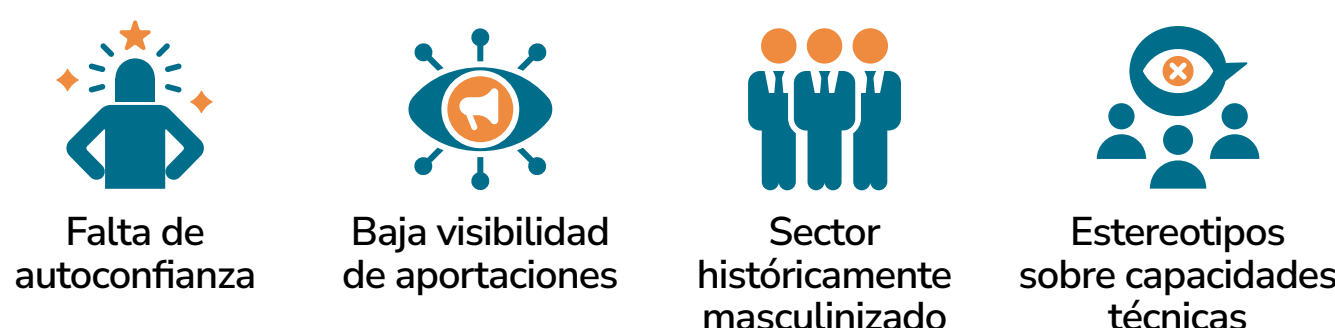 Falta de
autoconfianza
Baja visibilidad
de aportaciones
Sector
históricamente
masculinizado
Estereotipos
sobre capacidades
técnicas